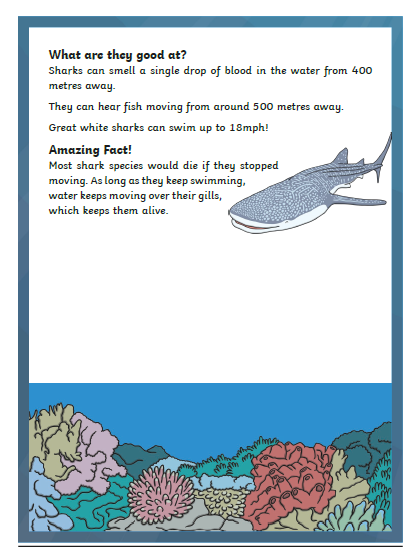 What are they good at?
Sharks can smell a single drop of blood in the water from 400
metres away.
They can hear fish moving from around 500 metres away.
Great white sharks can swim up to 18mph!
Amazing Fact!
Most shark species would die if they stopped
moving. As long as they keep swimming,
water keeps moving over their gills,
which keeps them alive.